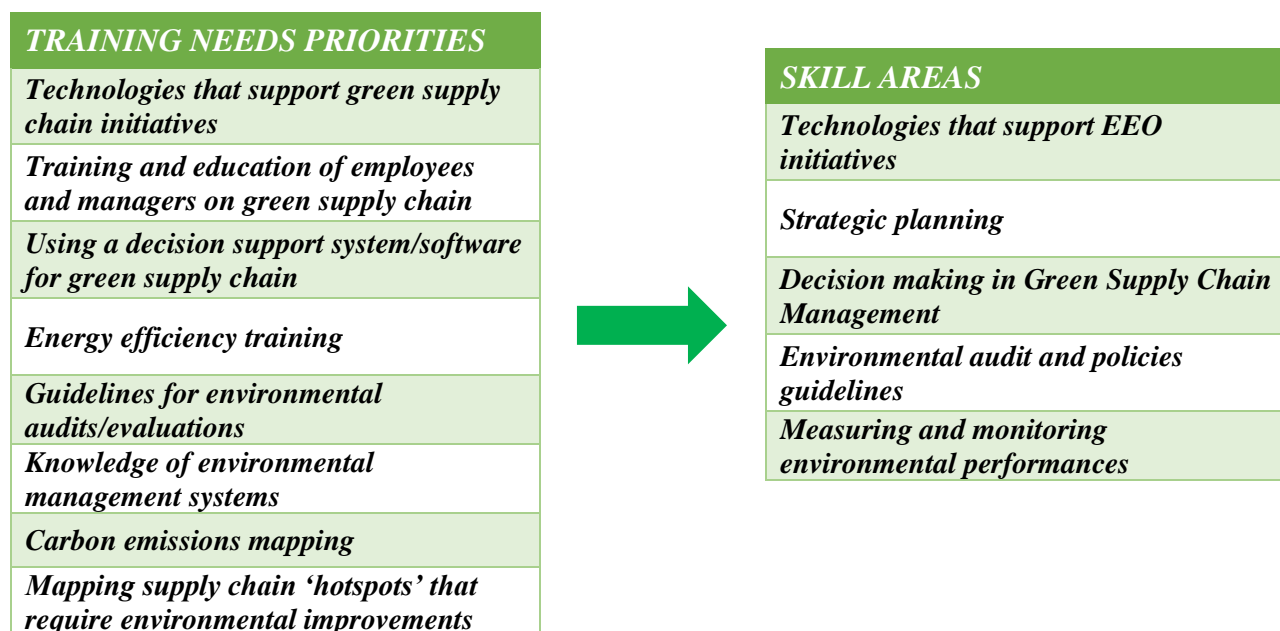 TRAINING NEEDS PRIORITIES
Technologies that support green supply
chain initiatives
Training and education of employees
and managers on green supply chain
Using a decision support system/software
for green supply chain
Energy efficiency training
Guidelines for environmental
audits/evaluations
Knowledge of environmental
management systems
Carbon emissions mapping
Mapping supply chain ‘hotspots’ that
require environmental improvements
SKILL AREAS
Technologies that support EEO
initiatives
Strategic planning
Decision making in Green Supply Chain
Management
Environmental audit and policies
guidelines
Measuring and monitoring
environmental performances